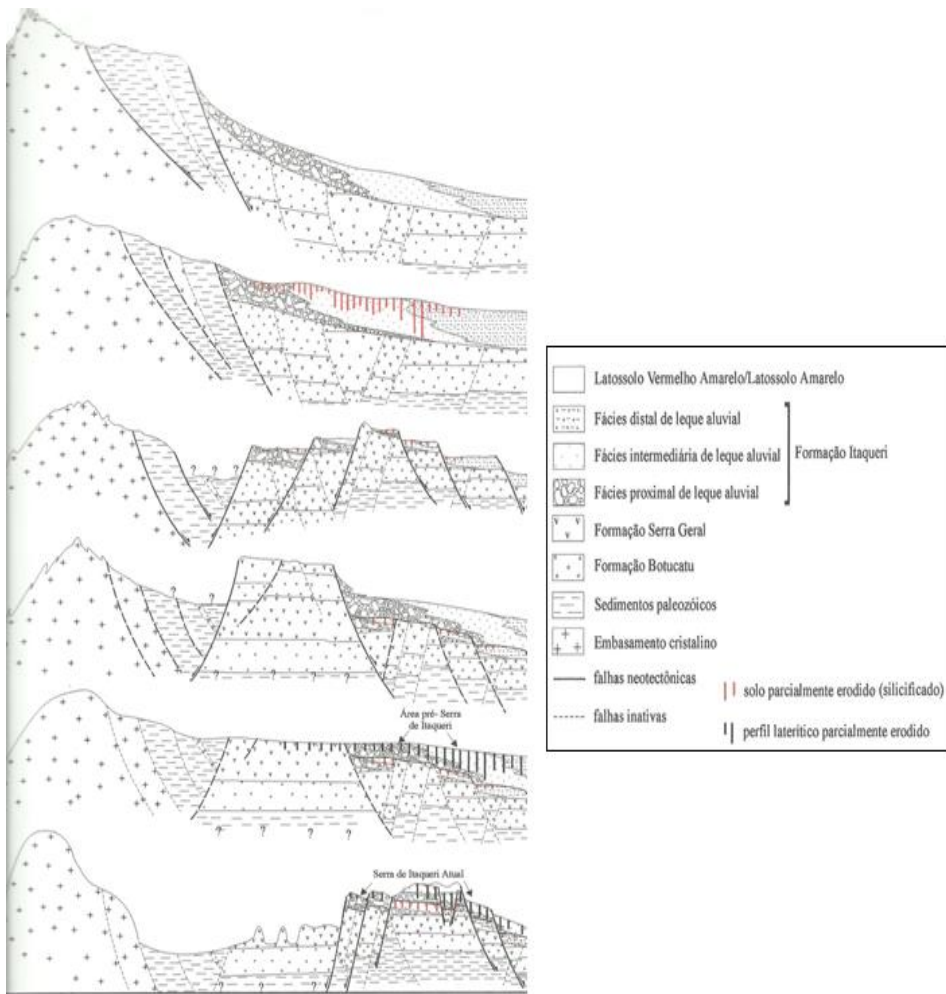 Área pré- Serra
de Itaqueri
Serra de Itaqueri Atual
? ? ?
?
?
? ?
? ? ? ?
? ? ?
Latossolo Vermelho Amarelo/Latossolo Amarelo
Fácies distal de leque aluvial
Fácies intermediária de leque aluvial
Formação Itaqueri
Fácies proximal de leque aluvial
Formação Serra Geral
Formação Botucatu
Sedimentos paleozóicos
Embasamento cristalino
falhas neotectônicas
solo parcialmente erodido (silicificado)
falhas inativas
perfil laterítico parcialmente erodido